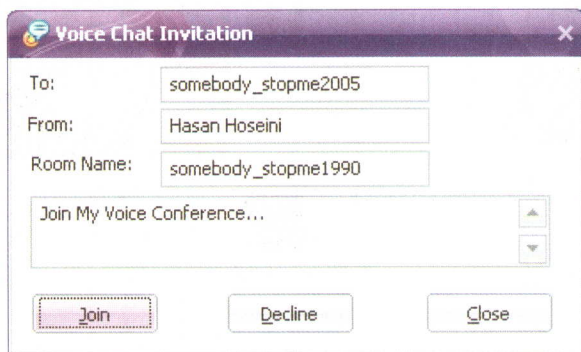 Voice Chat Invitation
To: somebody_stopme2005
From: Hasan Hoseini
Room Name: somebody_stopme1990
Join My Voice Conference...
Join Decline Close